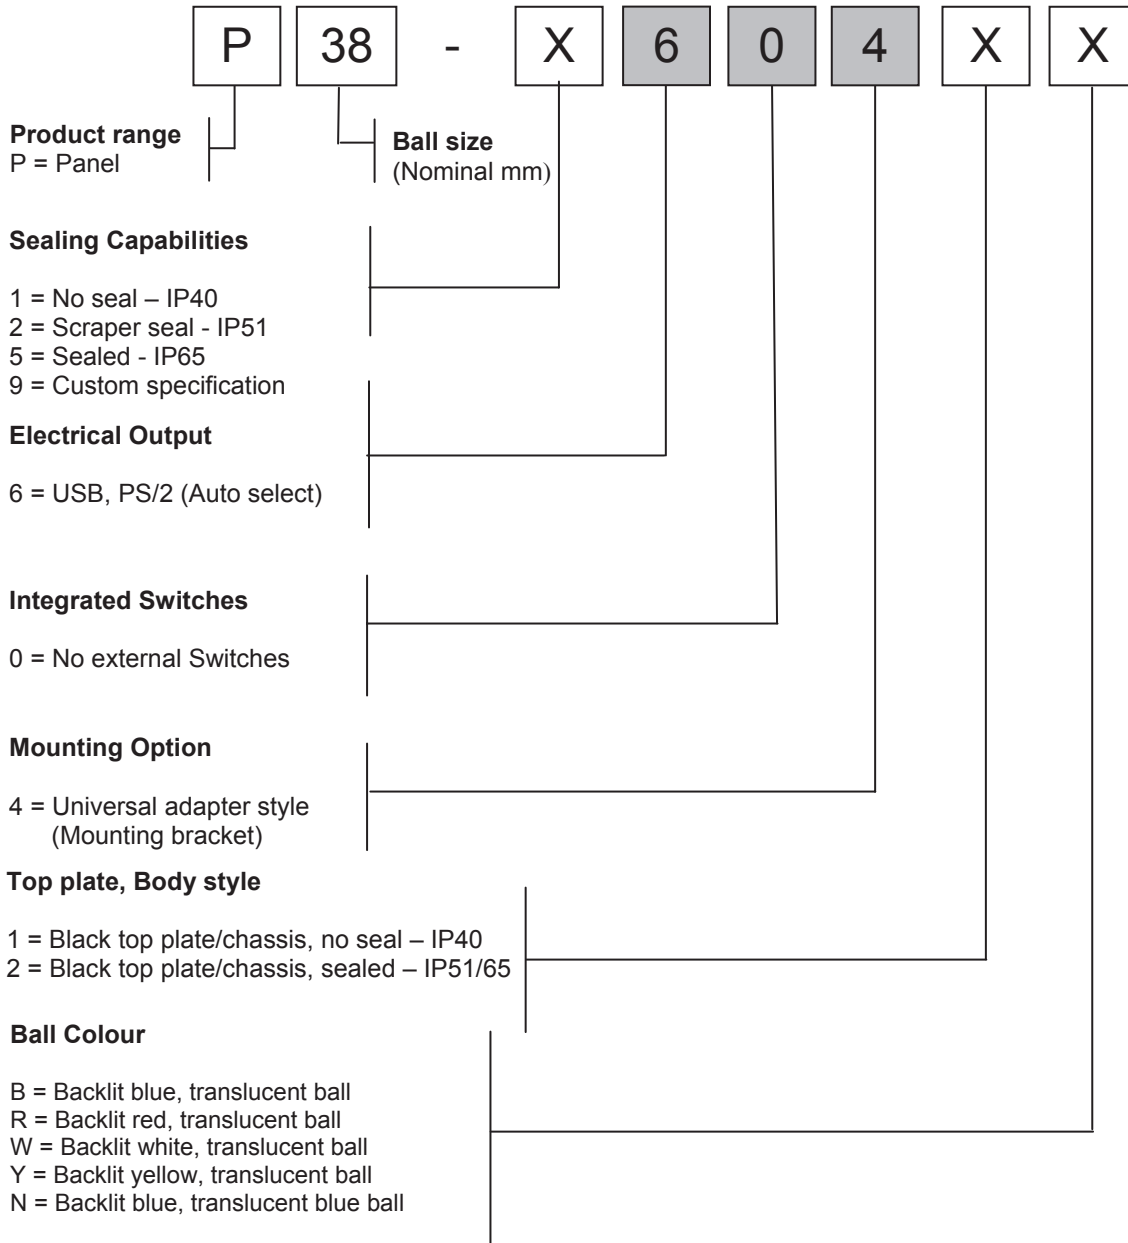 P 38 - X 6 0 4 X X
Product range
P = Panel
Ball size
(Nominal mm)
Sealing Capabilities
1 = No seal – IP40
2 = Scraper seal - IP51
5 = Sealed - IP65
9 = Custom specification
Electrical Output
6 = USB, PS/2 (Auto select)
Integrated Switches
0 = No external Switches
Mounting Option
4 = Universal adapter style
(Mounting bracket)
Top plate, Body style
1 = Black top plate/chassis, no seal – IP40
2 = Black top plate/chassis, sealed – IP51/65
Ball Colour
B = Backlit blue, translucent ball
R = Backlit red, translucent ball
W = Backlit white, translucent ball
Y = Backlit yellow, translucent ball
N = Backlit blue, translucent blue ball